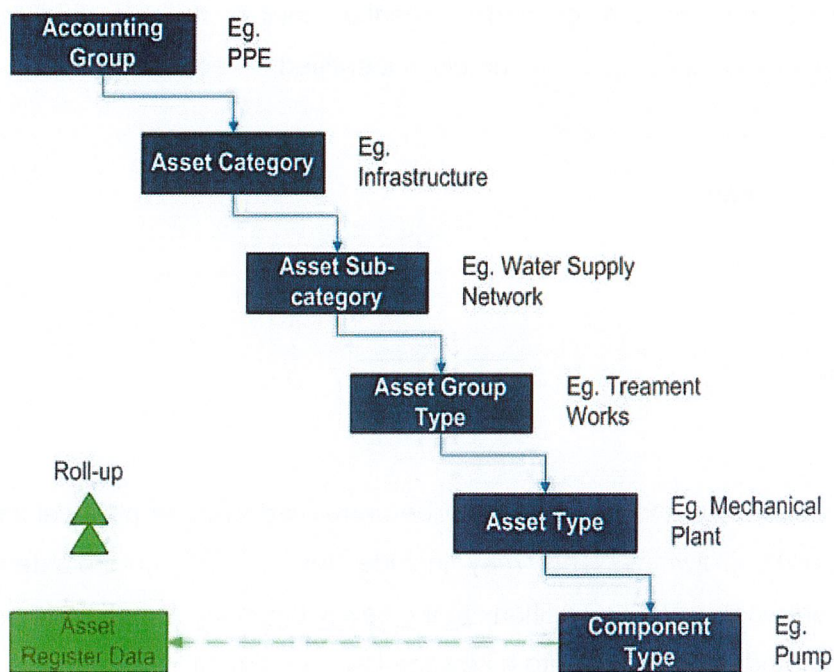 Accounting
Group
Eg.
PPE
Asset Category
Eg.
Infrastructure
Asset Sub-
category
Eg. Water Supply
Network
Asset Group
Type
Eg. Treament
Works
Roll-up
Asset Type
Eg. Mechanical
Plant
Asset
Register Data
Component
Type
Eg.
Pump